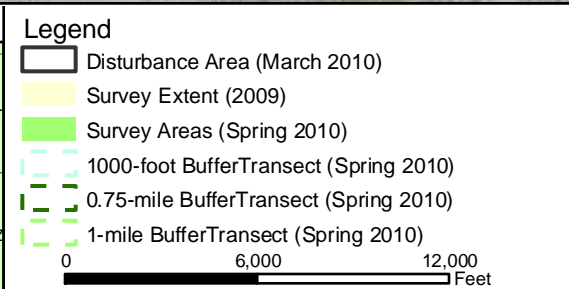 Legend
Disturbance Area (March 2010)
Survey Extent (2009)
Survey Areas (Spring 2010)
1000-foot BufferTransect (Spring 2010)
0.75-mile BufferTransect (Spring 2010)
1-mile BufferTransect (Spring 2010)
0 6,000 12,000
Feet